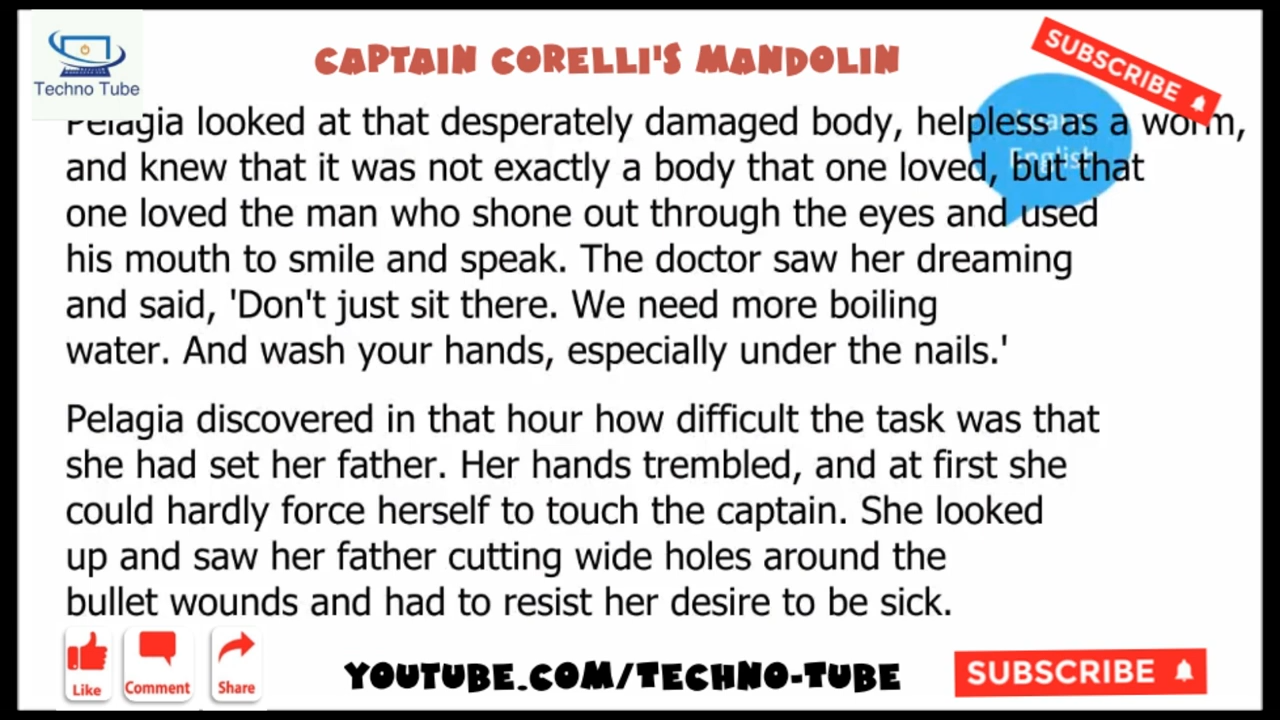 CAPTAIN CORELLI'S MANDOLIN
SUBSCRIBE
Techno Tube
Learn
English
Pelagia looked at that desperately damaged body, helpless as a worm,
and knew that it was not exactly a body that one loved, but that
one loved the man who shone out through the eyes and used
his mouth to smile and speak. The doctor saw her dreaming
and said, 'Don't just sit there. We need more boiling
water. And wash your hands, especially under the nails.'
Pelagia discovered in that hour how difficult the task was that
she had set her father. Her hands trembled, and at first she
could hardly force herself to touch the captain. She looked
up and saw her father cutting wide holes around the
bullet wounds and had to resist her desire to be sick.
Like
Comment
Share
YOUTUBE.COM/TECHNO-TUBE
SUBSCRIBE